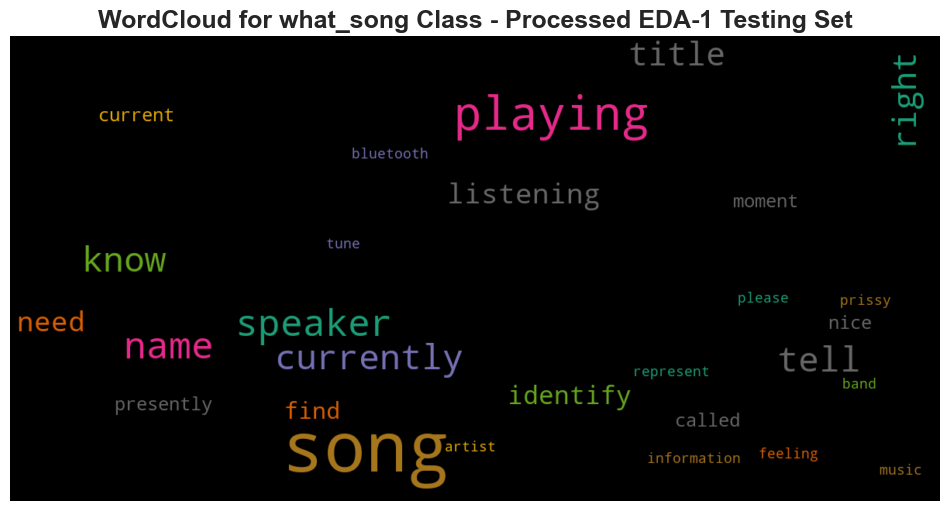 WordCloud for what_song Class - Processed EDA-1 Testing Set
title
right
current
playing
bluetooth
listening
moment
tune
know
please
prissy
need
speaker
nice
name
currently
tell
represent
band
identify
presently
find
called
song
artist
information
feeling
music